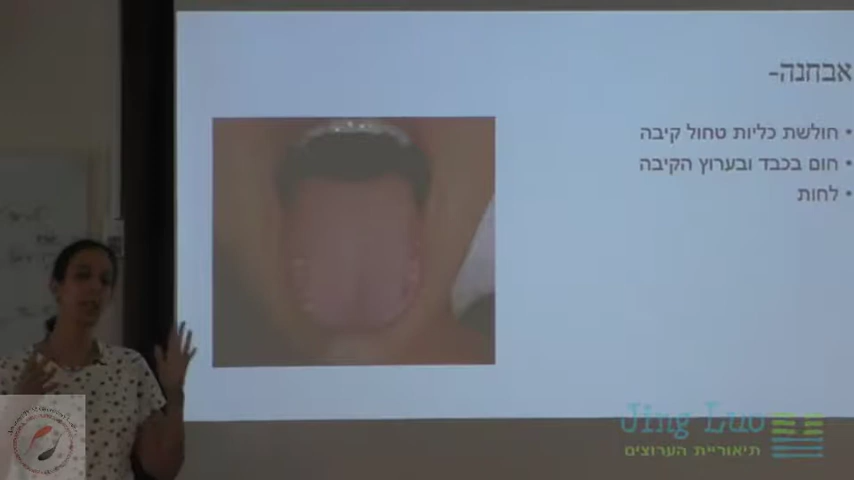 אבחנה-
• חולשת כליות טחול קיבה
• חום בכבד ובערוץ הקיבה
• לחות
Jing Luo
תיאוריית הערוצים